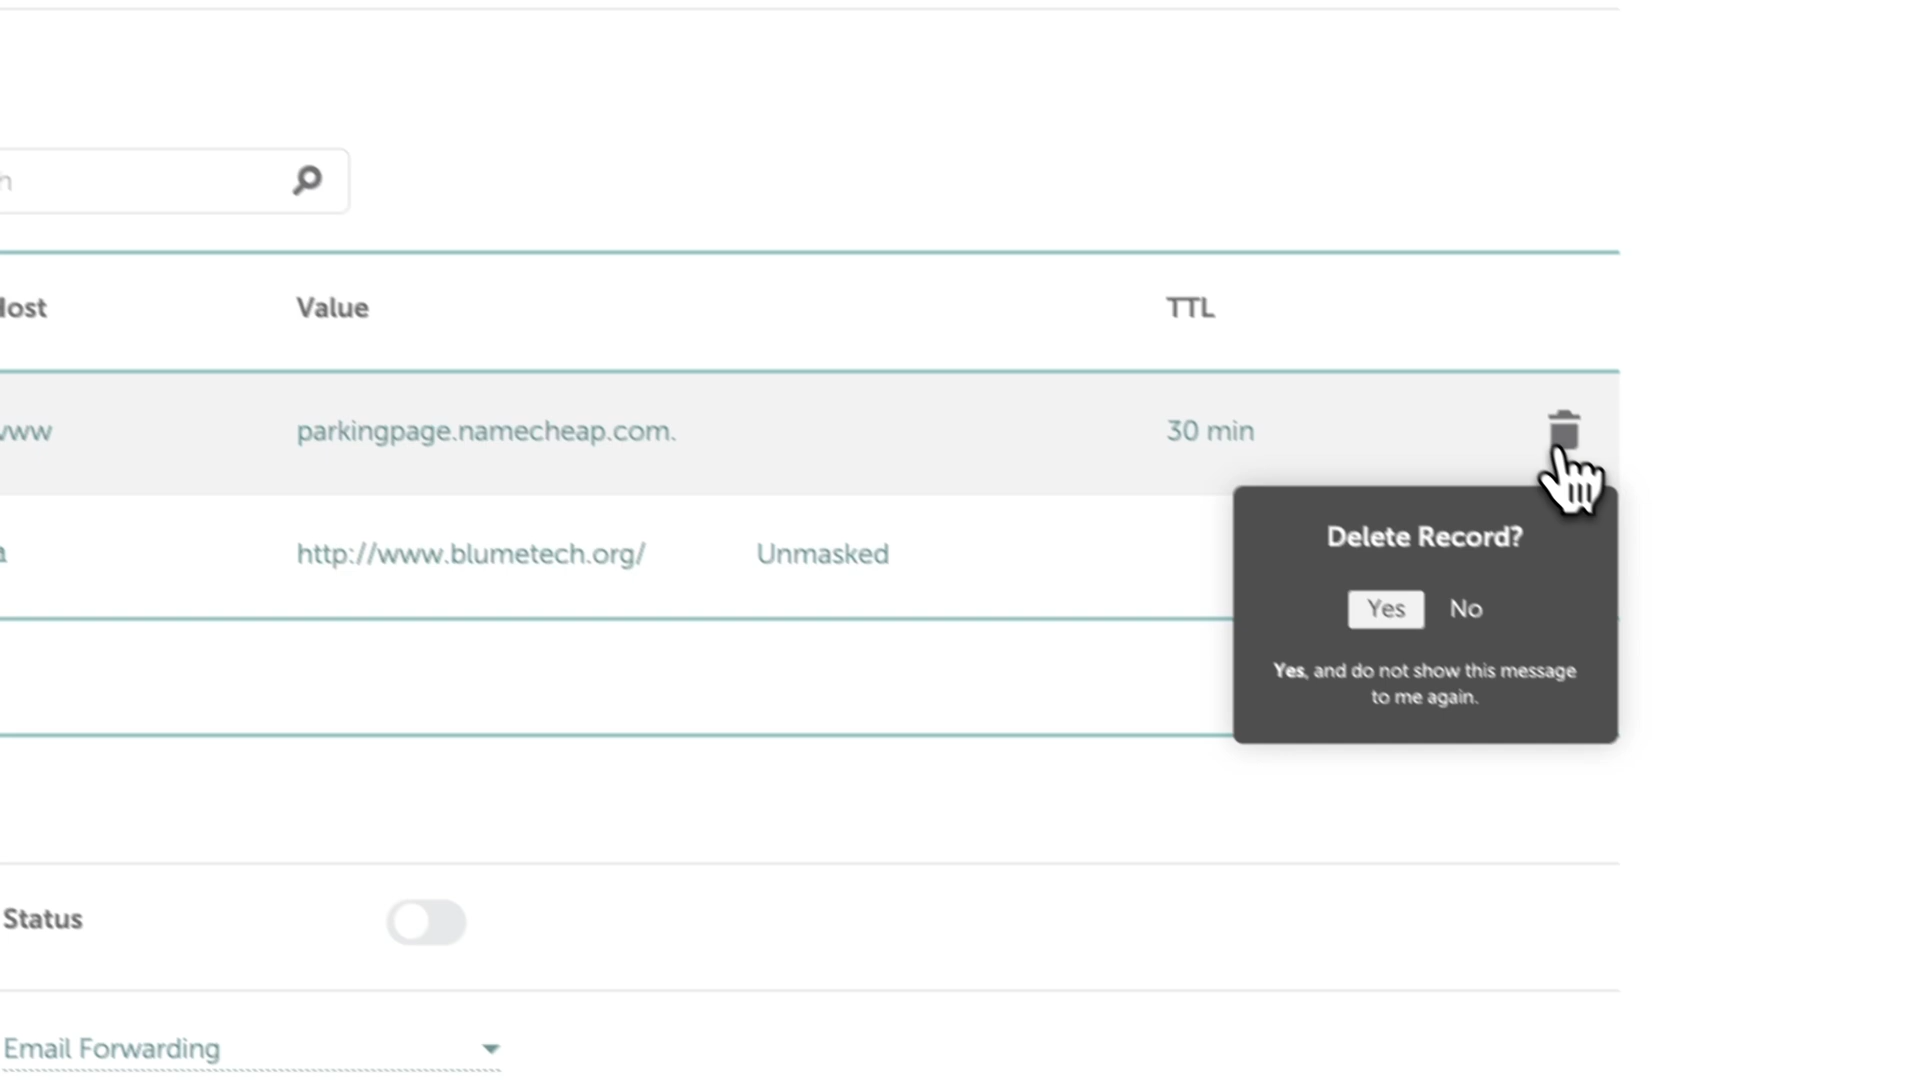 Value
TTL
parkingpage.namecheap.com.
30 min
http://www.blumetech.org/
Unmasked
Delete Record?
Yes
No
Yes, and do not show this message
to me again.
Status
Email Forwarding